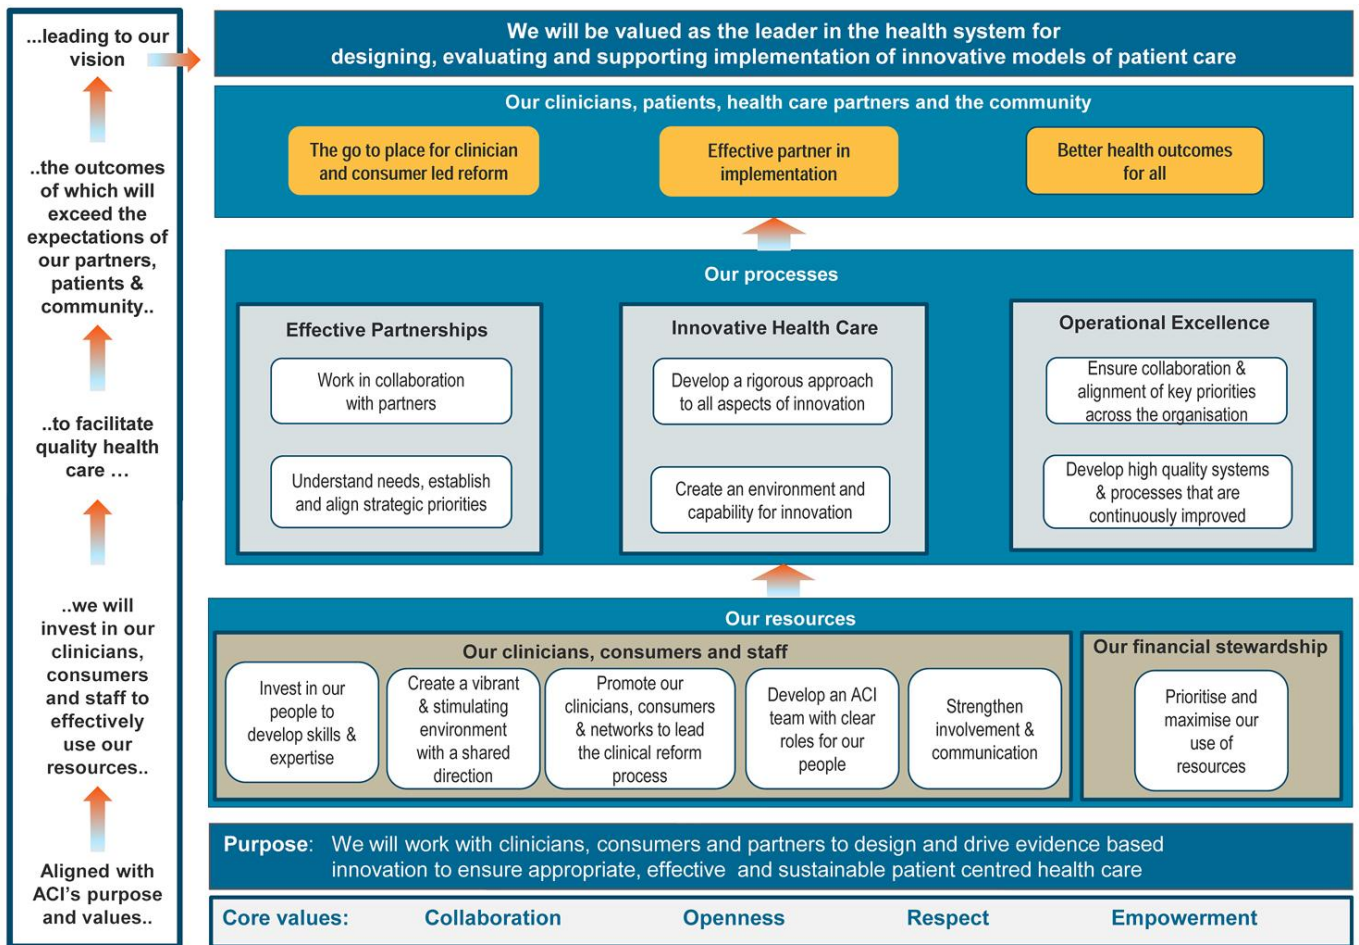 ...leading to our
vision
..the outcomes
of which will
exceed the
expectations of
our partners,
patients &
community..
..to facilitate
quality health
care ...
..we will
invest in our
clinicians,
consumers
and staff to
effectively
use our
resources..
Aligned with
ACI's purpose
and values..
We will be valued as the leader in the health system for
designing, evaluating and supporting implementation of innovative models of patient care
Our clinicians, patients, health care partners and the community
The go to place for clinician
and consumer led reform
Effective partner in
implementation
Better health outcomes
for all
Our processes
Effective Partnerships
Work in collaboration
with partners
Understand needs, establish
and align strategic priorities
Innovative Health Care
Develop a rigorous approach
to all aspects of innovation
Create an environment and
capability for innovation
Operational Excellence
Ensure collaboration &
alignment of key priorities
across the organisation
Develop high quality systems
& processes that are
continuously improved
Our resources
Our clinicians, consumers and staff
Invest in our
people to
develop skills &
expertise
Create a vibrant
& stimulating
environment
with a shared
direction
Promote our
clinicians, consumers
& networks to lead
the clinical reform
process
Develop an ACI
team with clear
roles for our
people
Strengthen
involvement &
communication
Our financial stewardship
Prioritise and
maximise our
use of
resources
Purpose: We will work with clinicians, consumers and partners to design and drive evidence based
innovation to ensure appropriate, effective and sustainable patient centred health care
Core values: Collaboration Openness Respect Empowerment